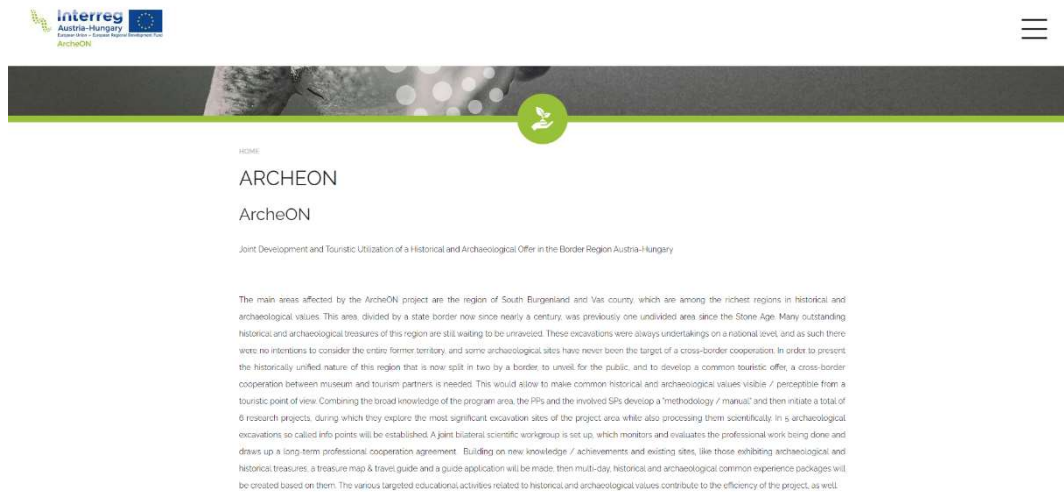 Interreg
Austria-Hungary
European Union – European Regional Development Fund
ArcheON
HOME
ARCHEON
ArcheON
Joint Development and Touristic Utilization of a Historical and Archaeological Offer in the Border Region Austria-Hungary
The main areas affected by the ArcheON project are the region of South Burgenland and Vas county, which are among the richest regions in historical and
archaeological values. This area, divided by a state border now since nearly a century, was previously one undivided area since the Stone Age. Many outstanding
historical and archaeological treasures of this region are still waiting to be unraveled. These excavations were always undertakings on a national level, and as such there
were no intentions to consider the entire former territory, and some archaeological sites have never been the target of a cross-border cooperation. In order to present
the historically unified nature of this region that is now split in two by a border, to unveil for the public, and to develop a common touristic offer, a cross-border
cooperation between museum and tourism partners is needed. This would allow to make common historical and archaeological values visible / perceptible from a
touristic point of view. Combining the broad knowledge of the program area, the PPs and the involved SPs develop a "methodology / manual" and then initiate a total of
6 research projects, during which they explore the most significant excavation sites of the project area while also processing them scientifically. In 5 archaeological
excavations so called info points will be established. A joint bilateral scientific workgroup is set up, which monitors and evaluates the professional work being done and
draws up a long-term professional cooperation agreement. Building on new knowledge / achievements and existing sites, like those exhibiting archaeological and
historical treasures, a treasure map & travel guide and a guide application will be made, then multi-day, historical and archaeological common experience packages will
be created based on them. The various targeted educational activities related to historical and archaeological values contribute to the efficiency of the project, as well.